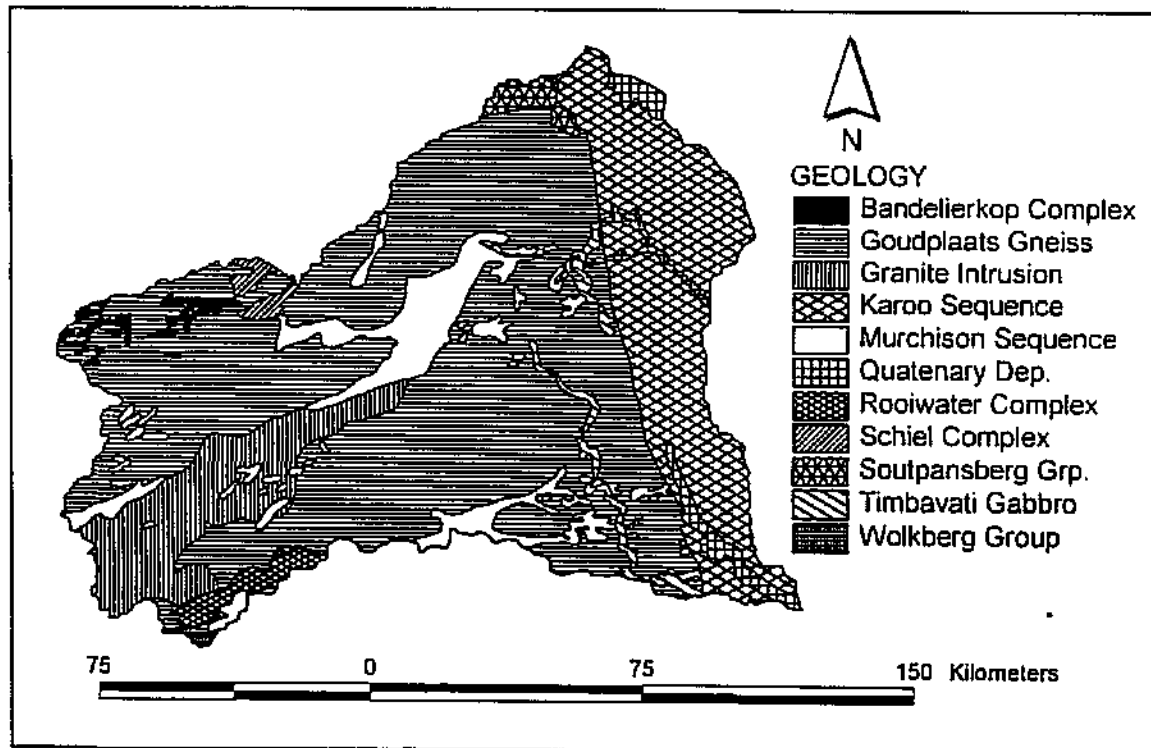 N
GEOLOGY
Bandelierkop Complex
Goudplaats Gneiss
Granite Intrusion
Karoo Sequence
Murchison Sequence
Quatenary Dep.
Rooiwater Complex
Schiel Complex
Soutpansberg Grp.
Timbavati Gabbro
Wolkberg Group
75 0 75 150 Kilometers